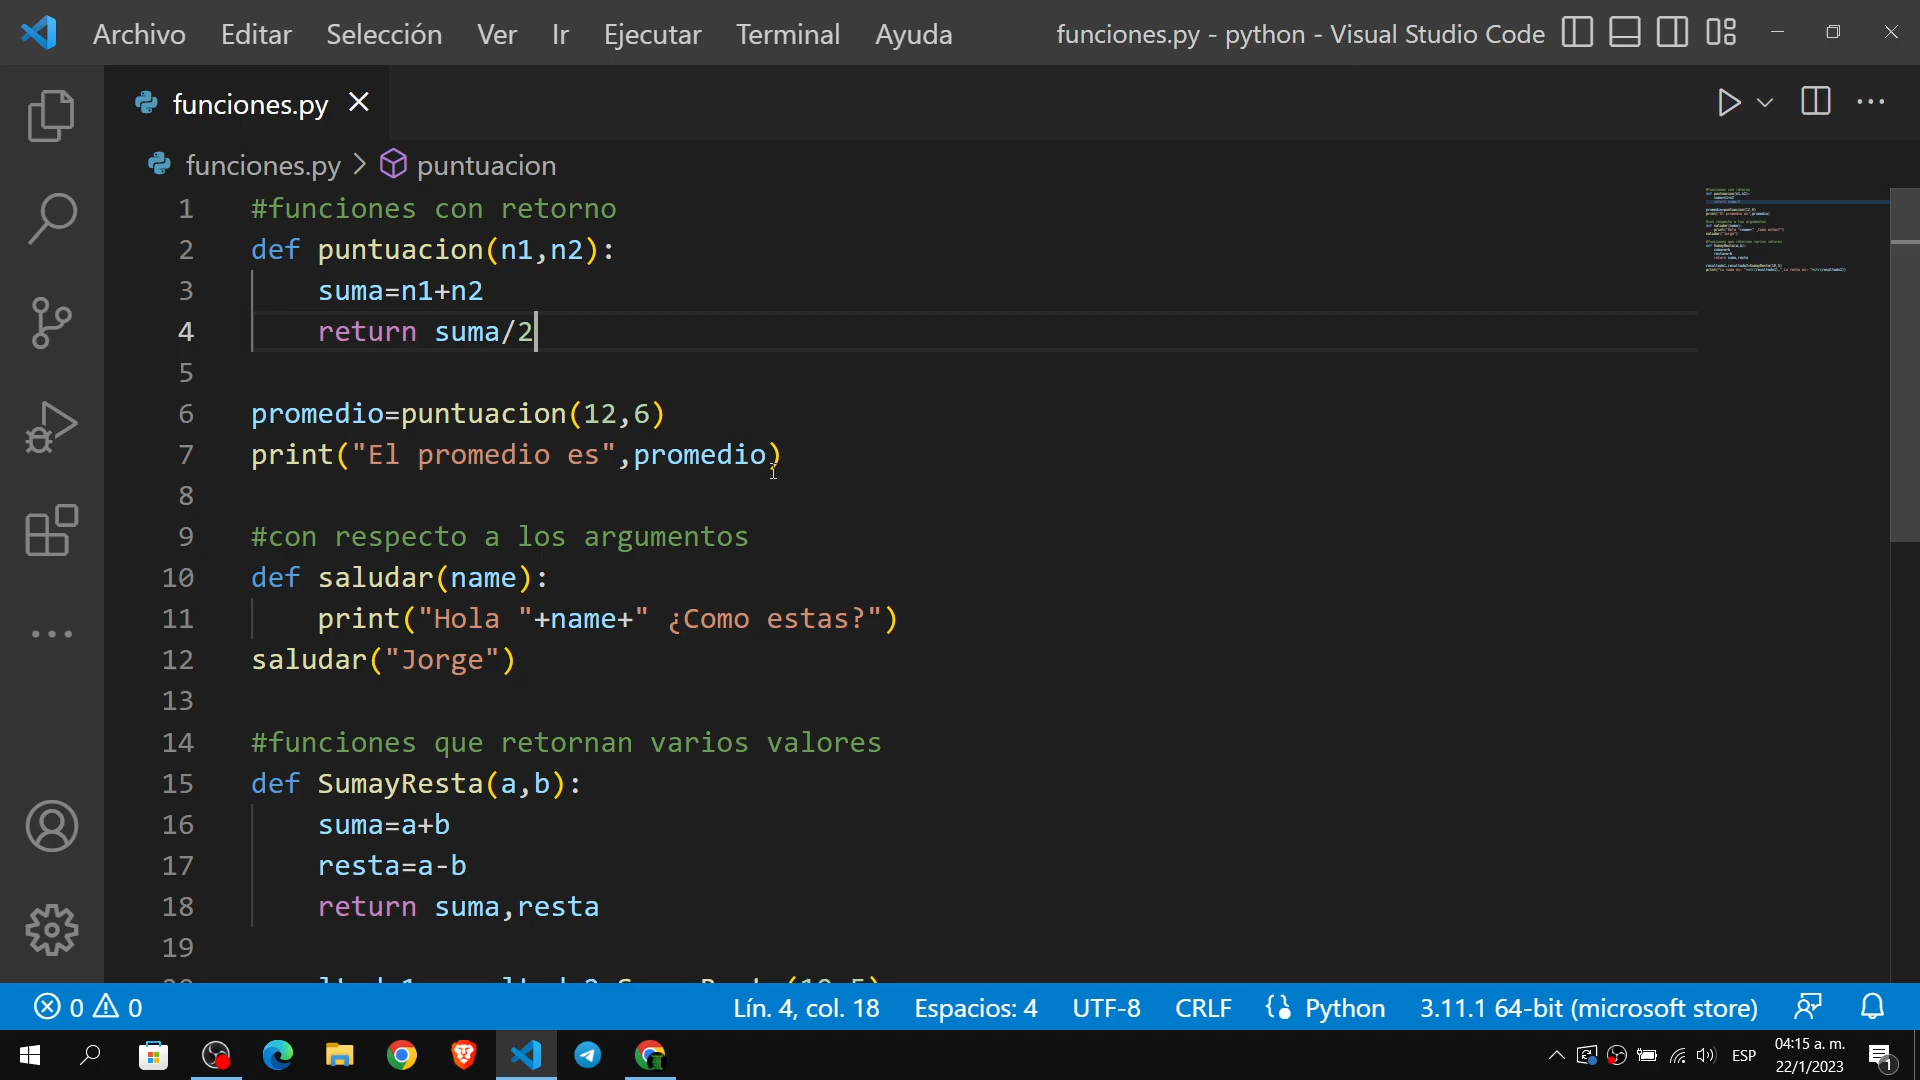 Archivo Editar Selección Ver Ir Ejecutar Terminal Ayuda funciones.py - python - Visual Studio Code
funciones.py
funciones.py > puntuacion
1 #funciones con retorno
2 def puntuacion(n1,n2):
3 suma=n1+n2
4 return suma/2
5
6 promedio=puntuacion(12,6)
7 print("El promedio es",promedio)
8
9 #con respecto a los argumentos
10 def saludar(name):
11 print("Hola "+name+" ¿Como estas?")
12 saludar("Jorge")
13
14 #funciones que retornan varios valores
15 def SumayResta(a,b):
16 suma=a+b
17 resta=a-b
18 return suma,resta
19
0 0 Lín. 4, col. 18 Espacios: 4 UTF-8 CRLF Python 3.11.1 64-bit (microsoft store)
ESP 04:15 a. m.
22/1/2023
1